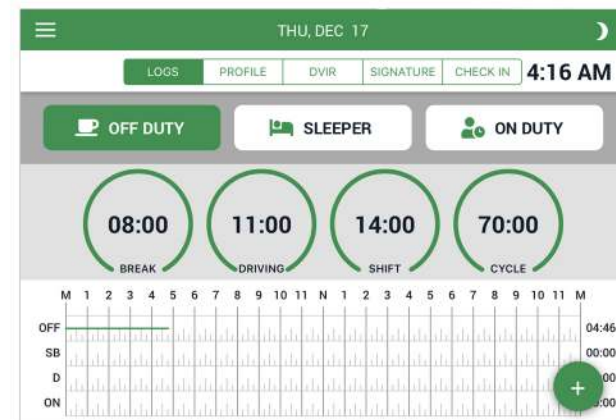 THU, DEC 17
LOGS PROFILE DVIR SIGNATURE CHECK IN 4:16 AM
OFF DUTY SLEEPER ON DUTY
08:00 11:00 14:00 70:00
BREAK DRIVING SHIFT CYCLE
M 1 2 3 4 5 6 7 8 9 10 11 N 1 2 3 4 5 6 7 8 9 10 11 M
OFF 04:46
SB 00:00
D
ON
+